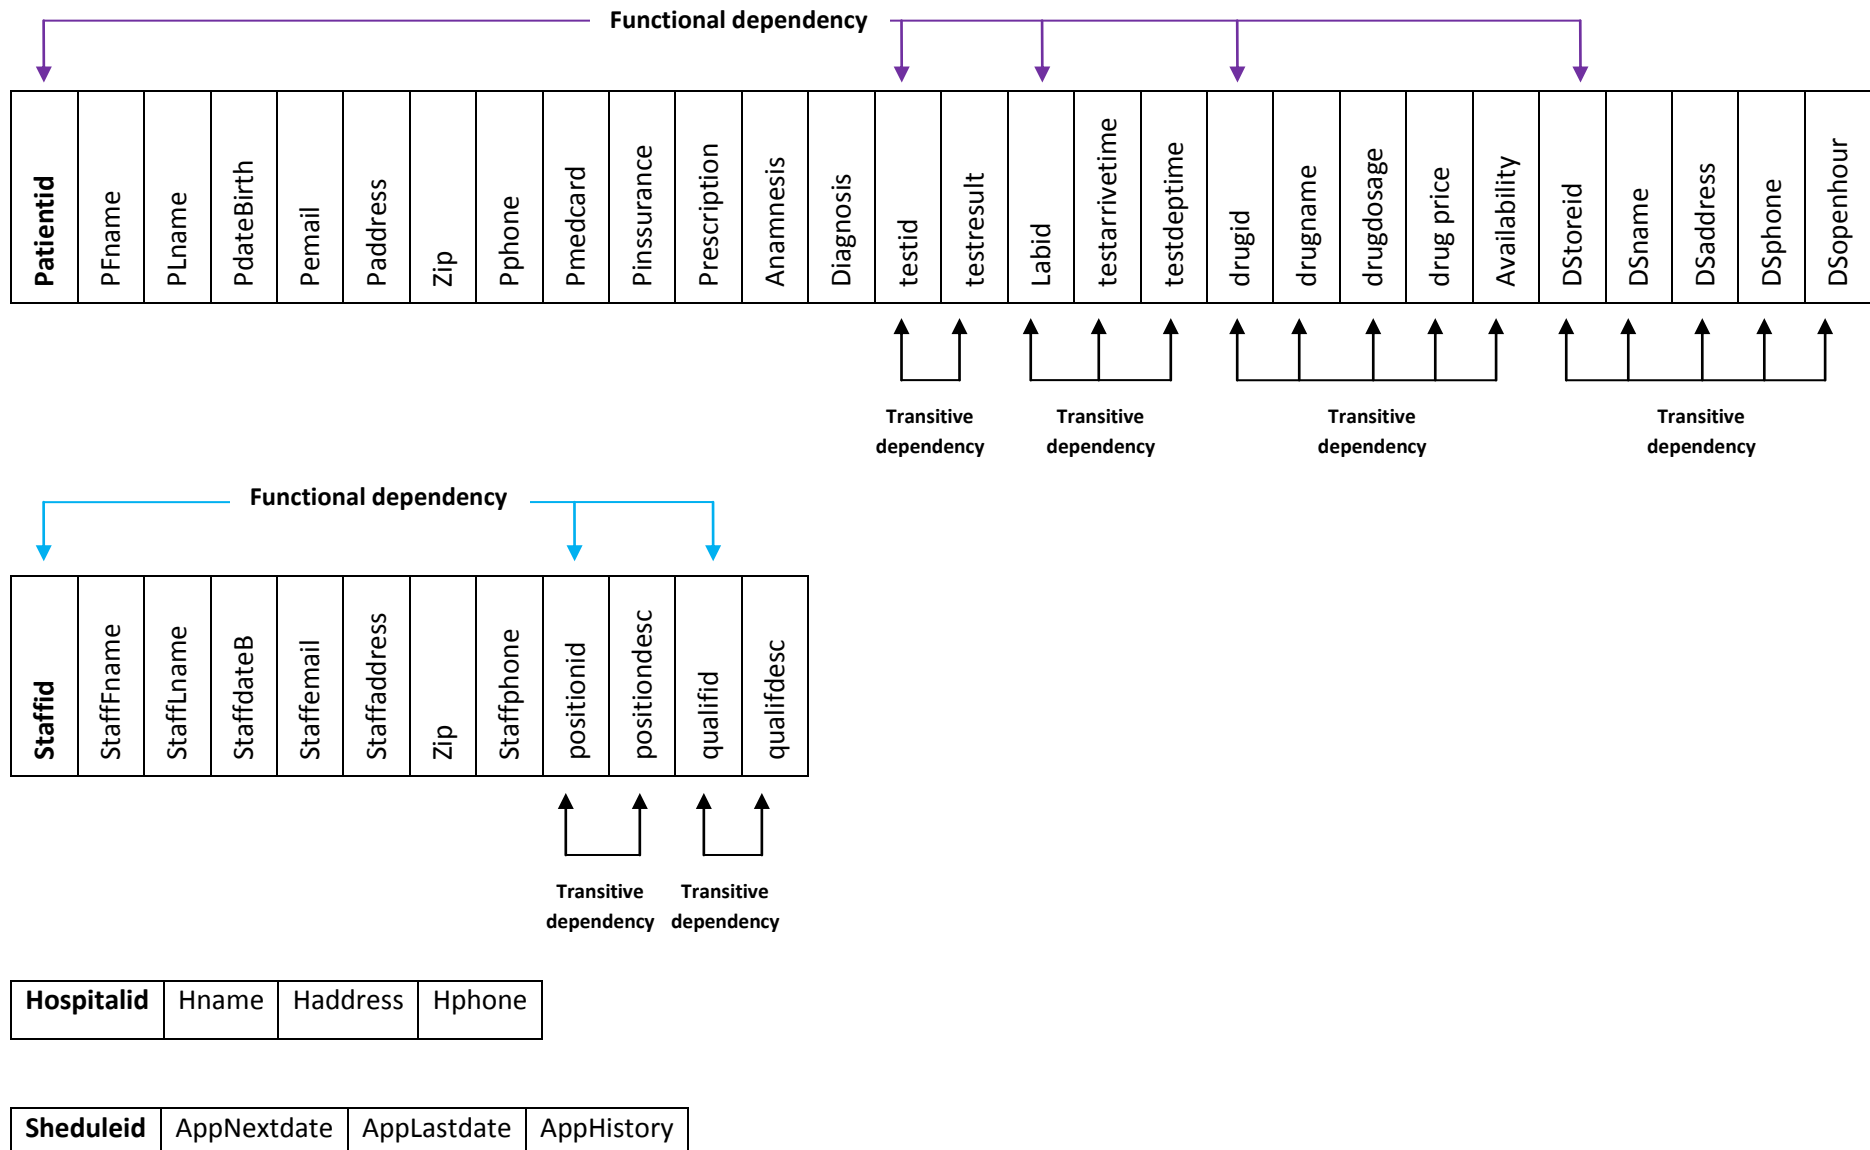 Functional dependency
Patientid
PFname
PLname
PdateBirth
Pemail
Paddress
Zip
Pphone
Pmedcard
Pinssurance
Prescription
Anamnesis
Diagnosis
testid
testresult
Labid
testarrivetime
testdeptime
drugid
drugname
drugdosage
drug price
Availability
DStoreid
DSname
DSaddress
DSphone
DSopenhour
Transitive
dependency
Transitive
dependency
Transitive
dependency
Transitive
dependency
Functional dependency
Staffid
StaffFname
StaffLname
StaffdateB
Staffemail
Staffaddress
Zip
Staffphone
positionid
positiondesc
qualifid
qualifdesc
Transitive
dependency
Transitive
dependency
Hospitalid Hname Haddress Hphone
Sheduleid AppNextdate AppLastdate AppHistory